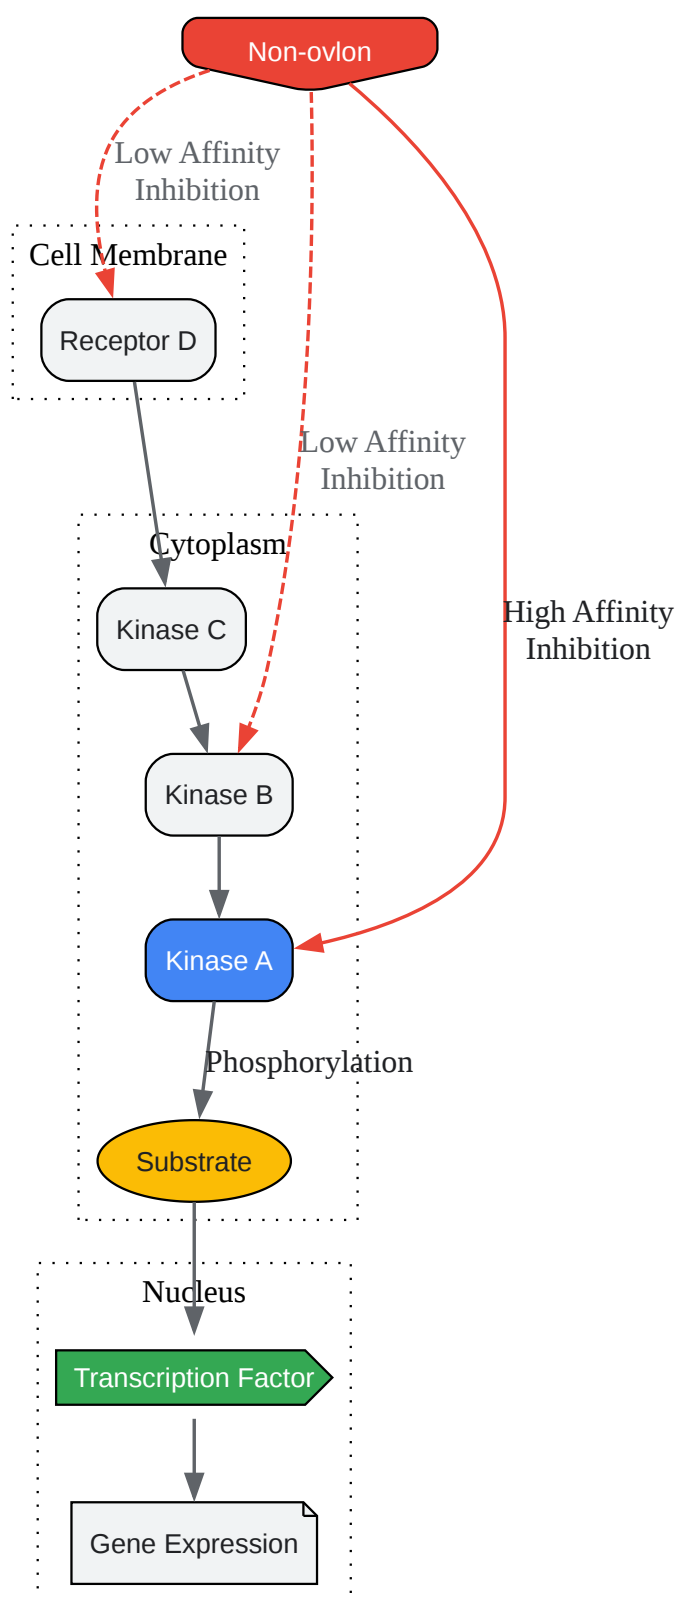 Non-ovlon
Low Affinity
Inhibition
Cell Membrane
Receptor D
Low Affinity
Inhibition
Cytoplasm
High Affinity
Inhibition
Kinase C
Kinase B
Kinase A
Phosphorylation
Substrate
Nucleus
Transcription Factor
Gene Expression